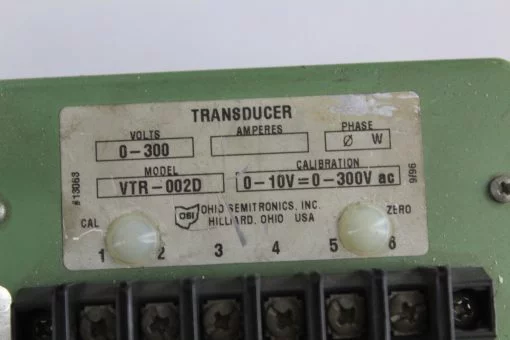 TRANSDUCER
VOLTS AMPERES PHASE
0-300 Ø W
MODEL CALIBRATION
VTR-002D 0-10V=0-300V ac
#13063
9/96
CAL OSI OHIO SEMITRONICS, INC. ZERO
HILLIARD, OHIO USA
1 2 3 4 5 6